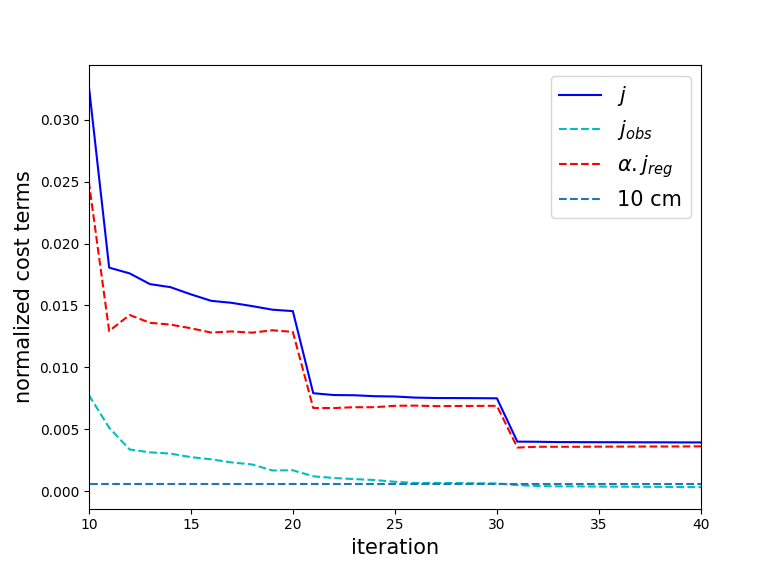 0.030
0.025
0.020
0.015
0.010
0.005
0.000
normalized cost terms
10 15 20 25 30 35 40
iteration
j
j_obs
α.j_reg
10 cm